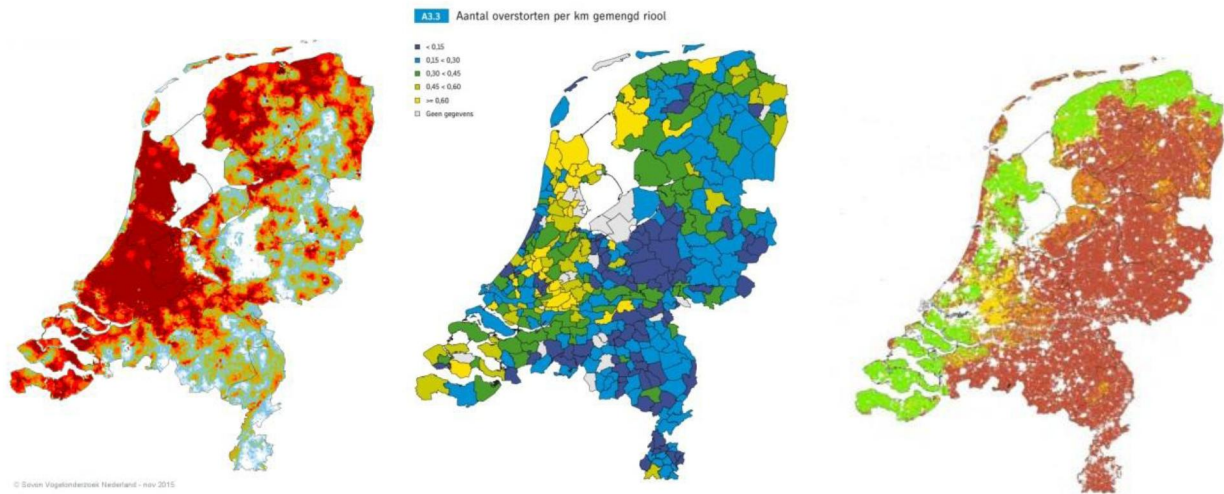 A3.3 Aantal overstorten per km gemengd riool
< 0,15
0,15 < 0,30
0,30 < 0,45
0,45 < 0,60
>= 0,60
Geen gegevens
© Sovon Vogelonderzoek Nederland - nov 2015